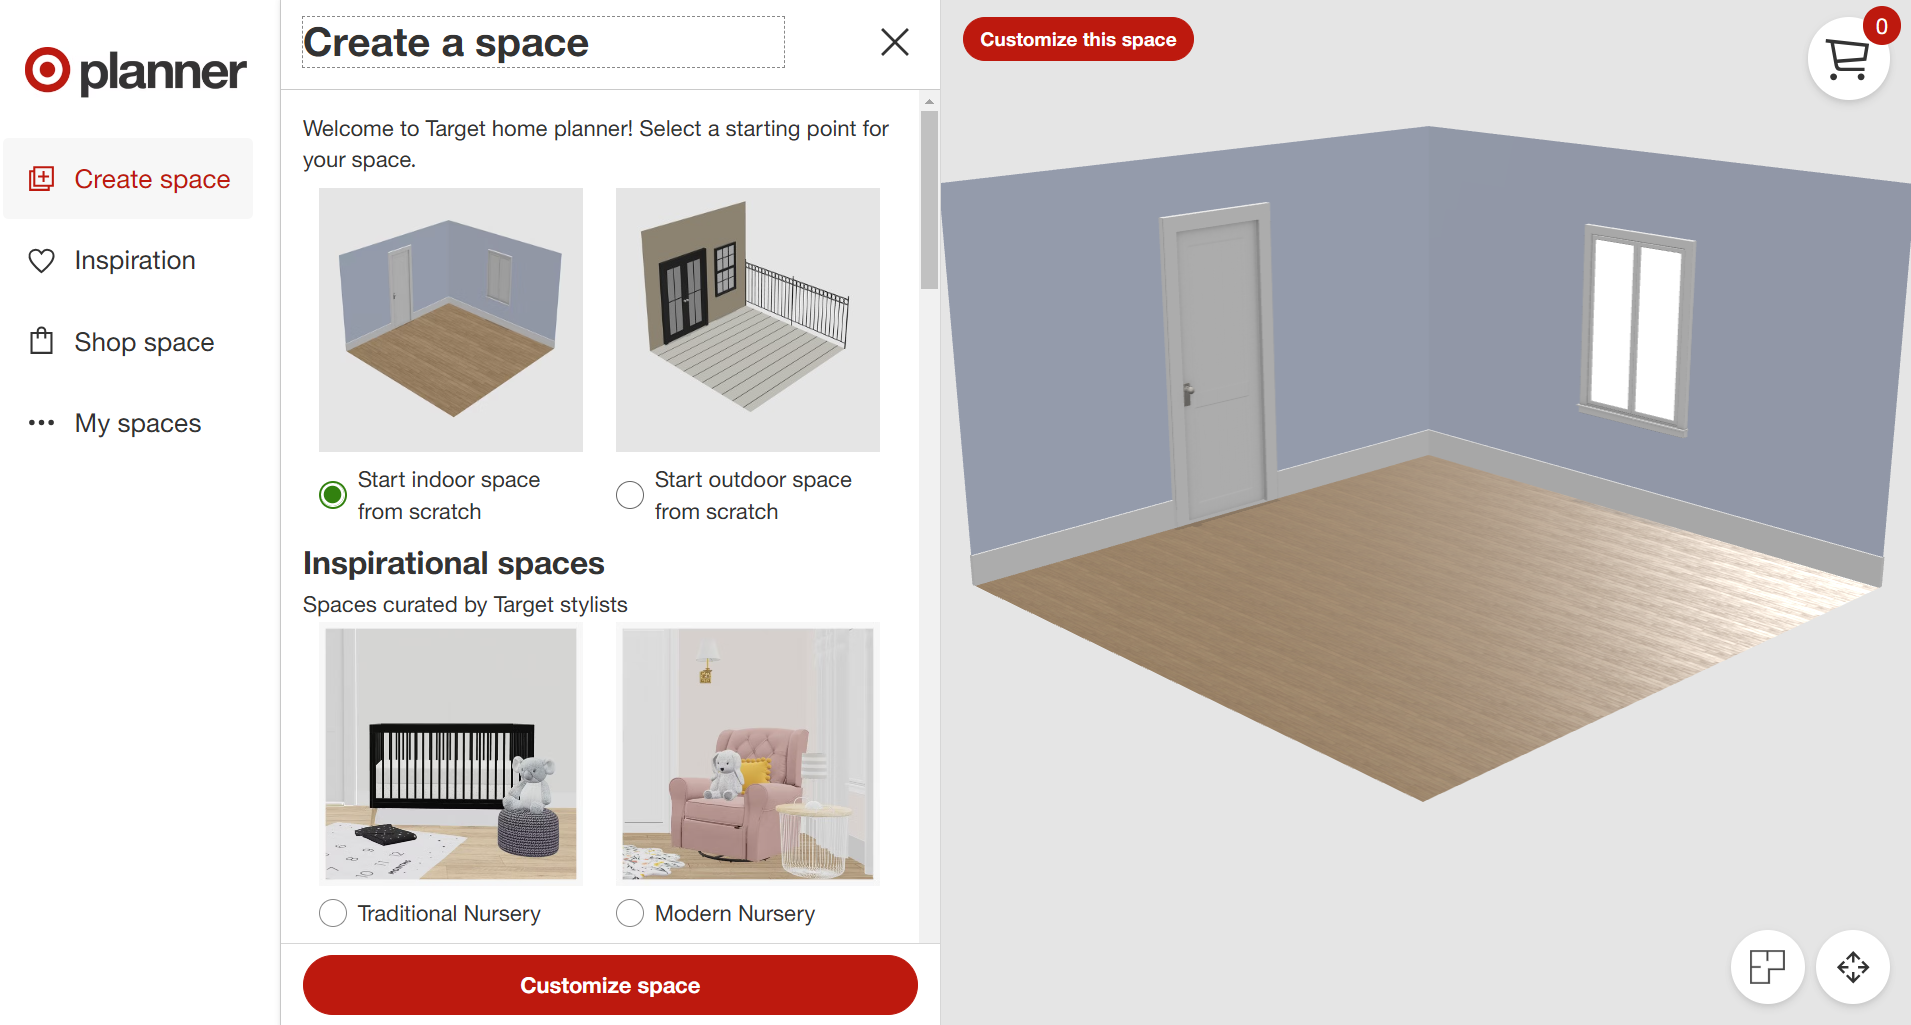 planner
Create space
Inspiration
Shop space
My spaces
Create a space
Welcome to Target home planner! Select a starting point for
your space.
Start indoor space
from scratch
Start outdoor space
from scratch
Inspirational spaces
Spaces curated by Target stylists
Traditional Nursery
Modern Nursery
Customize space
Customize this space
0